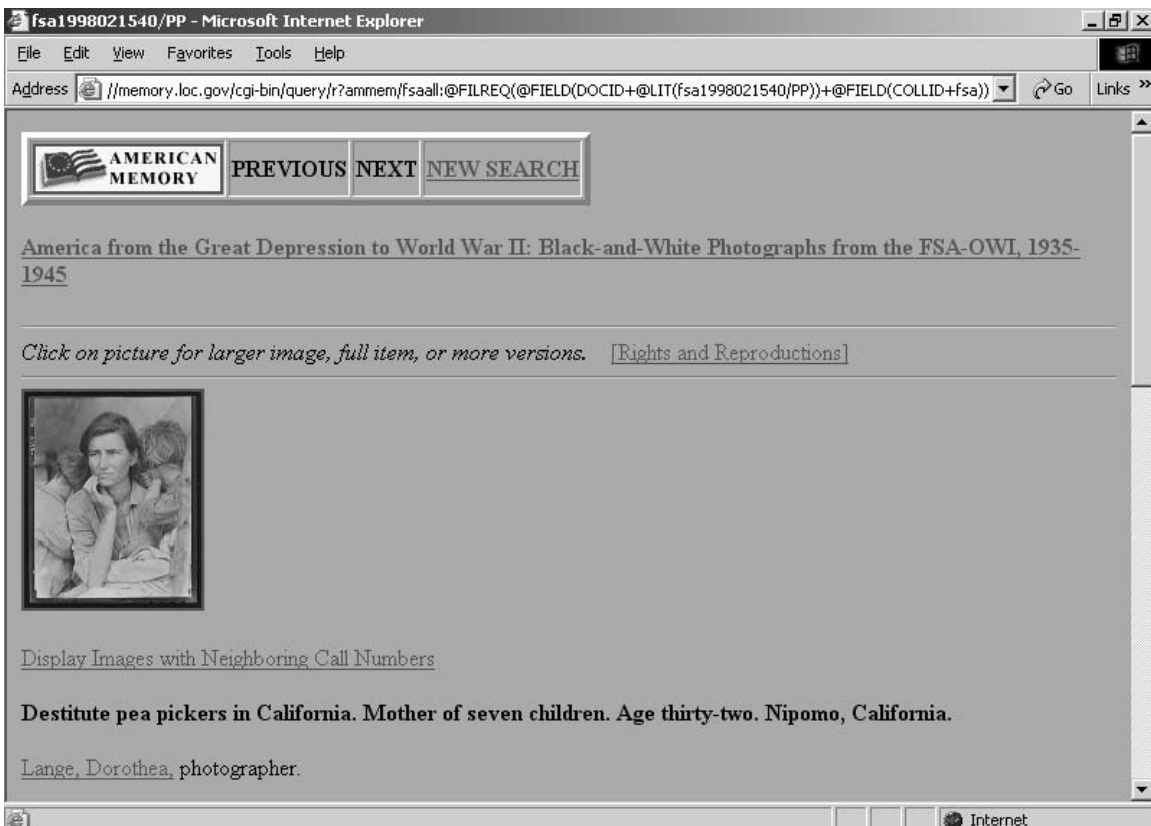 fsa1998021540/PP - Microsoft Internet Explorer
File Edit View Favorites Tools Help
Address //memory.loc.gov/cgi-bin/query/r?ammem/fsaall:@FILREQ(@FIELD(DOCID+@LIT(fsa1998021540/PP))+@FIELD(COLLID+fsa)) Go Links »
AMERICAN
MEMORY
PREVIOUS NEXT NEW SEARCH
America from the Great Depression to World War II: Black-and-White Photographs from the FSA-OWI, 1935-
1945
Click on picture for larger image, full item, or more versions. [Rights and Reproductions]
Display Images with Neighboring Call Numbers
Destitute pea pickers in California. Mother of seven children. Age thirty-two. Nipomo, California.
Lange, Dorothea, photographer.
Internet